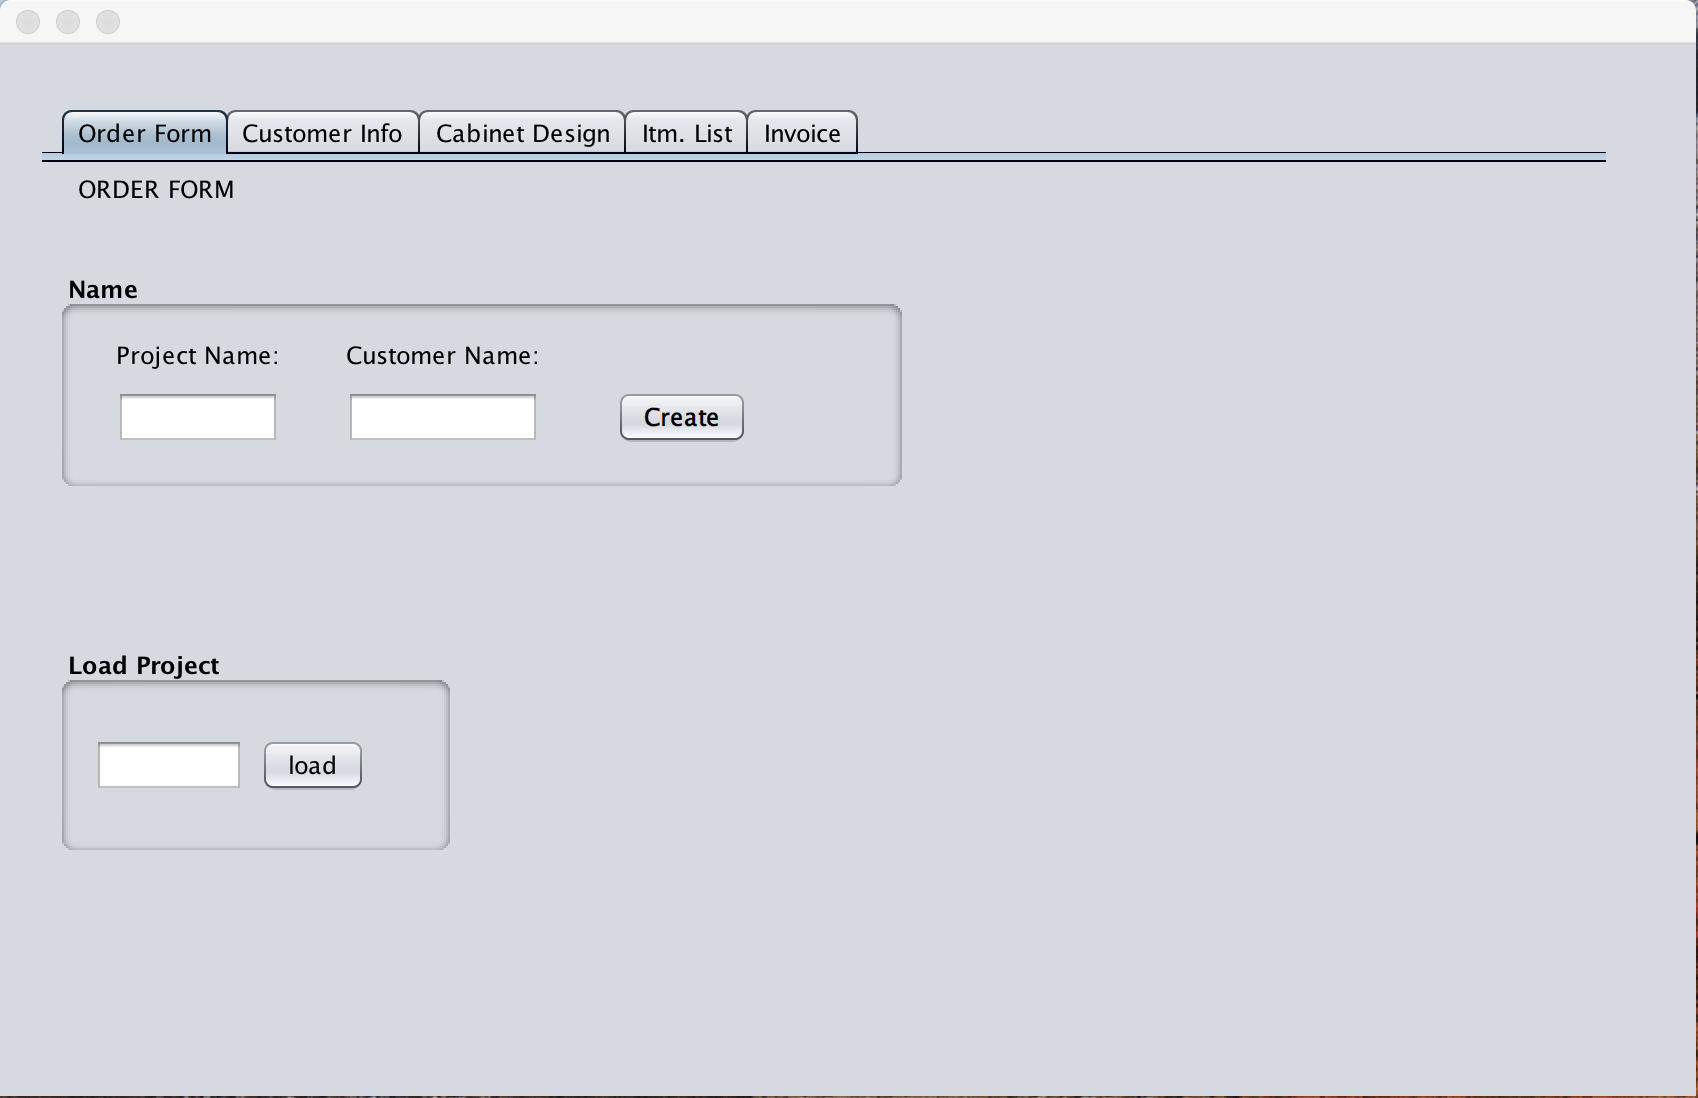 Order Form Customer Info Cabinet Design Itm. List Invoice
ORDER FORM
Name
Project Name: Customer Name:
Create
Load Project
load